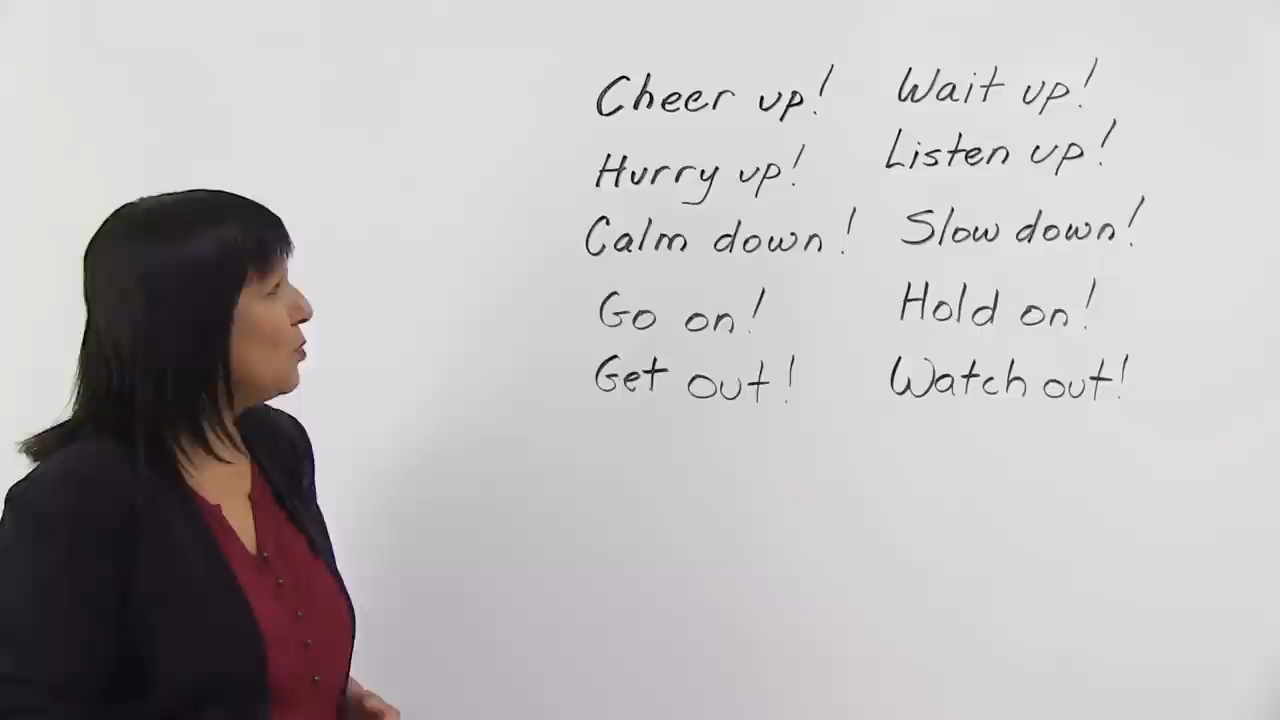 Cheer up!
Hurry up!
Calm down!
Go on!
Get out!
Wait up!
Listen up!
Slow down!
Hold on!
Watch out!